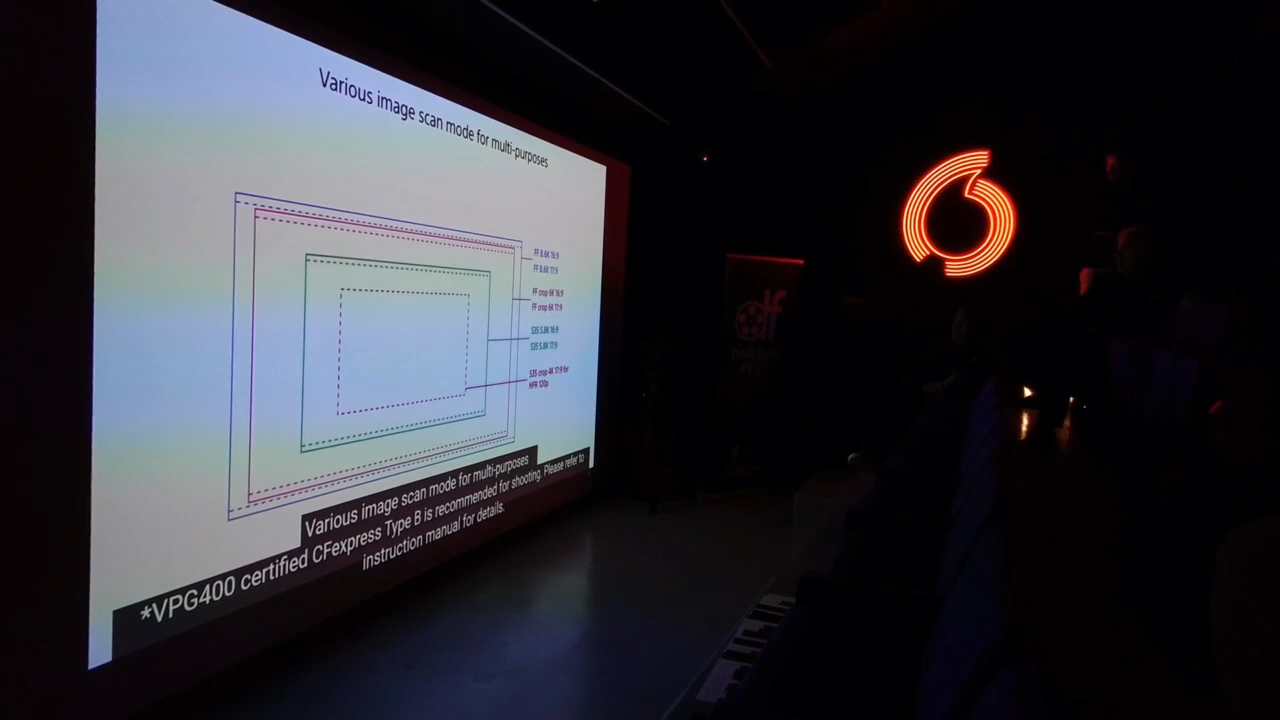 Various image scan mode for multi-purposes
FF 8.6K 16:9
FF 8.6K 17:9
FF crop 6K 16:9
FF crop 6K 17:9
S35 5.8K 16:9
S35 5.8K 17:9
S35 crop 4K 17:9 for
HFR 120p
Various image scan mode for multi-purposes
*VPG400 certified CFexpress Type B is recommended for shooting. Please refer to
instruction manual for details.